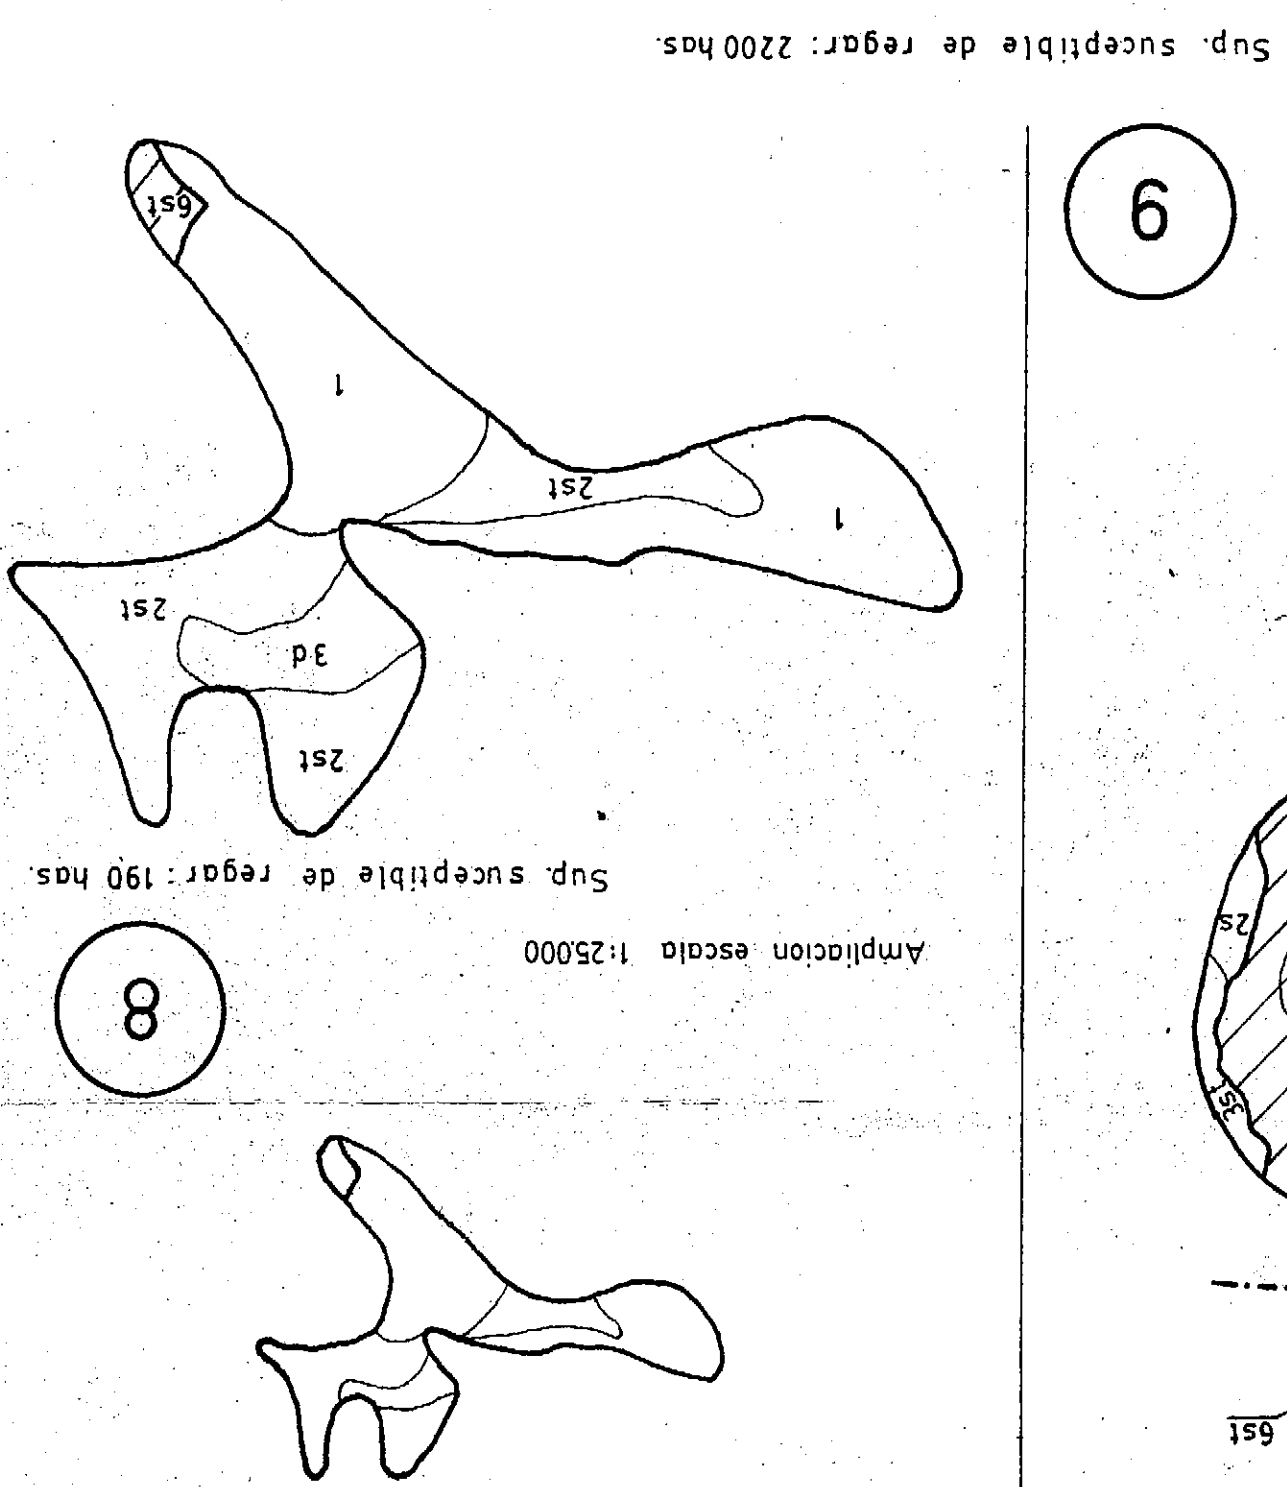 6st
3st
2s
8
Ampliacion escala 1:25.000
Sup. suceptible de regar: 190 has.
2st
3d
2st
1
2st
1
6st
9
Sup. suceptible de regar: 2200 has.